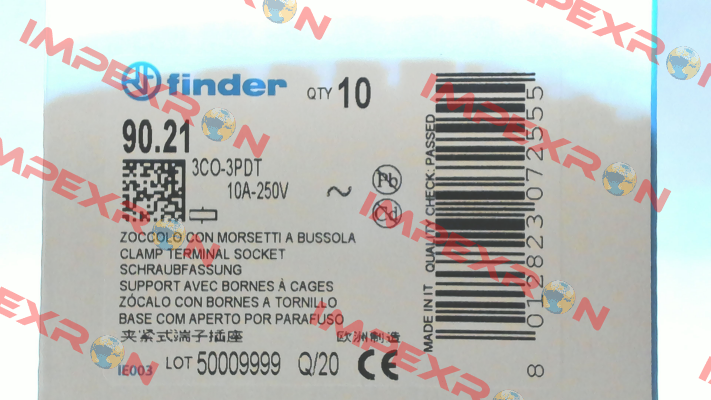 finder
QTY 10
90.21
3CO-3PDT
10A-250V ~
Pb
Cd
ZOCCOLO CON MORSETTI A BUSSOLA
CLAMP TERMINAL SOCKET
SCHRAUBFASSUNG
SUPPORT AVEC BORNES À CAGES
ZÓCALO CON BORNES A TORNILLO
BASE COM APERTO POR PARAFUSO
夹紧式端子插座 欧洲制造
IE003 LOT 50009999 Q/20 CE
MADE IN IT QUALITY CHECK: PASSED
8012823072555
IMPEXRON
IMPEXRON
IMPEXRON
IMPEXRON
IMPEXRON
IMPEXRON
IMPEXRON